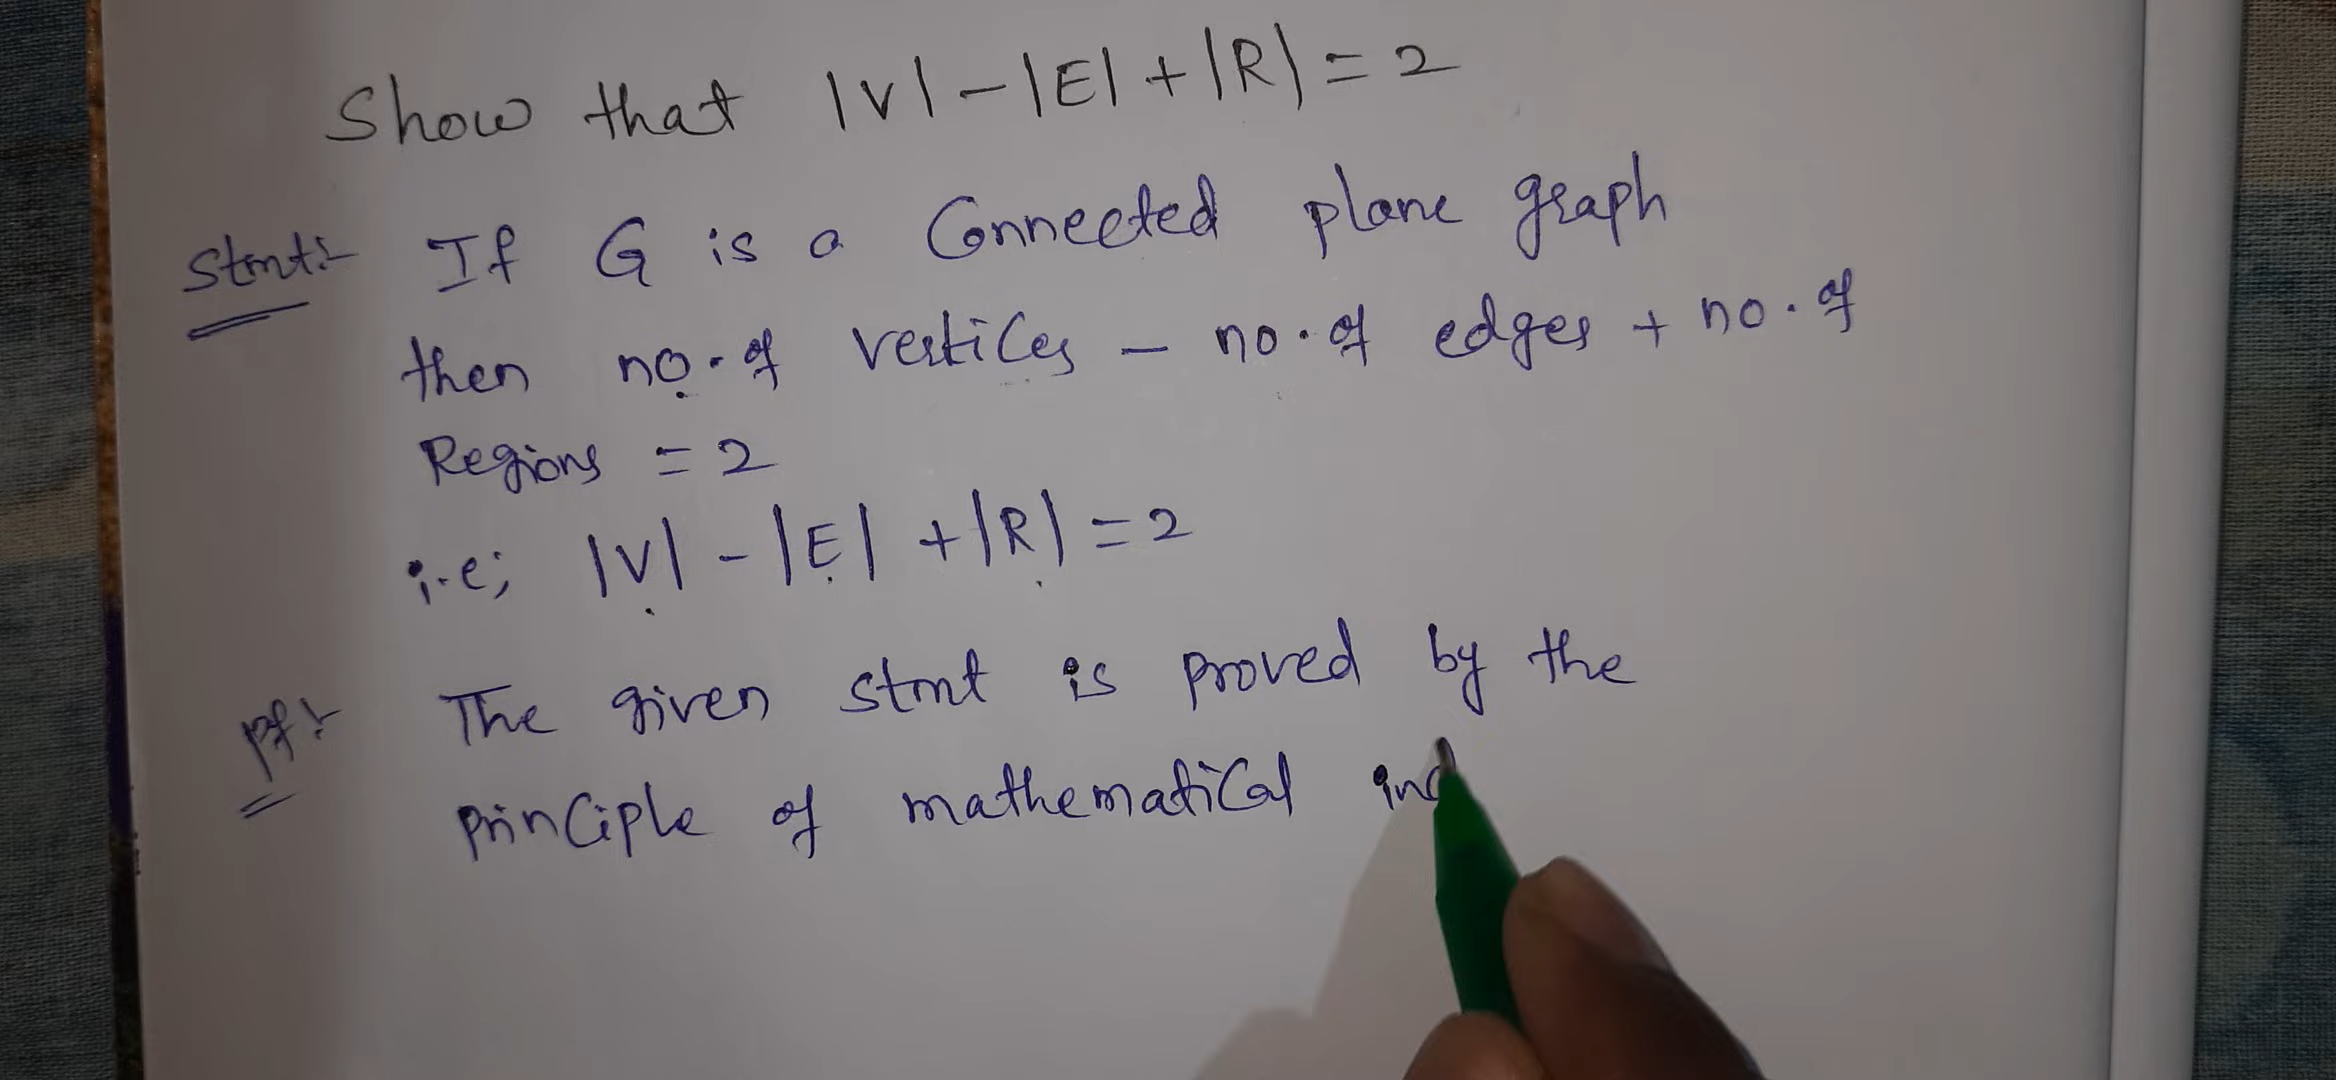 Show that |V| - |E| + |R| = 2
Stmt:- If G is a Connected plane graph
then no. of vertices - no. of edges + no. of
Regions = 2
i.e; |V| - |E| + |R| = 2
pf:- The given stmt is proved by the
principle of mathematical ind